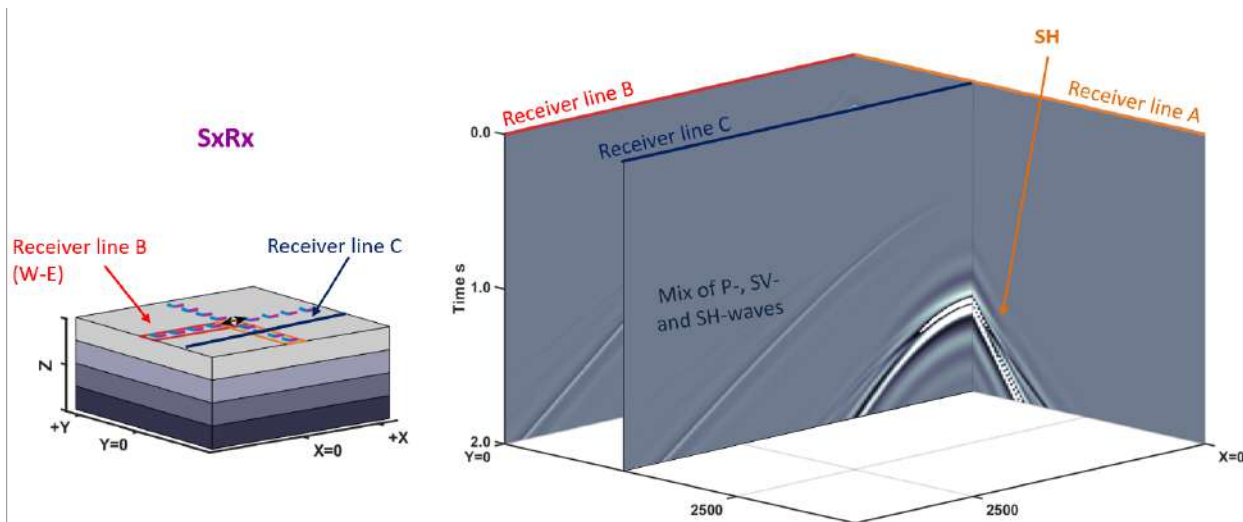 SxRx
Receiver line B
(W-E)
Receiver line C
Z
+Y
Y=0
X=0
+X
SH
Receiver line B
Receiver line A
Receiver line C
0.0
Time s
1.0
Mix of P-, SV-
and SH-waves
2.0
Y=0
X=0
2500
2500